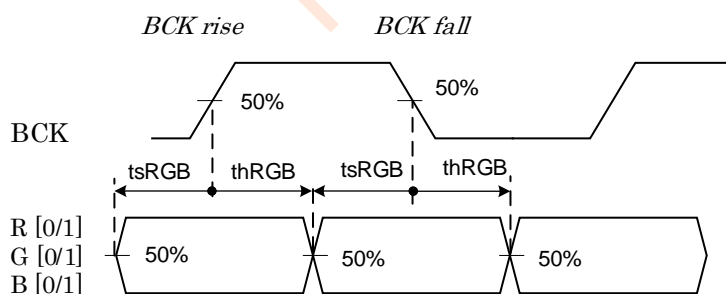 BCK rise BCK fall
50% 50%
BCK
tsRGB thRGB tsRGB thRGB
R [0/1]
G [0/1] 50% 50% 50%
B [0/1]